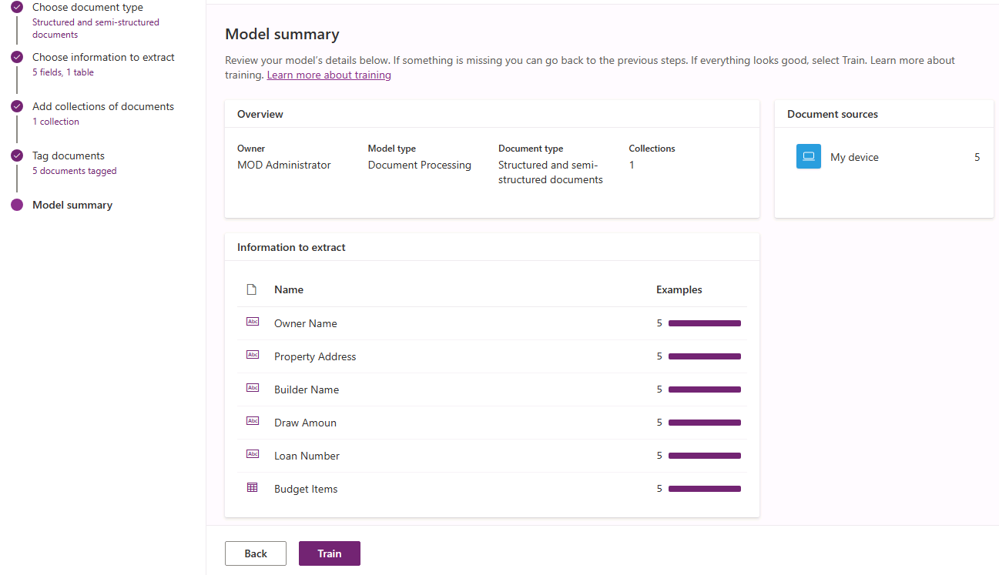 Choose document type
Structured and semi-structured
documents
Choose information to extract
5 fields, 1 table
Add collections of documents
1 collection
Tag documents
5 documents tagged
Model summary
Model summary
Review your model's details below. If something is missing you can go back to the previous steps. If everything looks good, select Train. Learn more about
training. Learn more about training
Overview
Owner
MOD Administrator
Model type
Document Processing
Document type
Structured and semi-
structured documents
Collections
1
Document sources
My device 5
Information to extract
Name Examples
Abc Owner Name 5
Abc Property Address 5
Abc Builder Name 5
Abc Draw Amoun 5
Abc Loan Number 5
Budget Items 5
Back Train